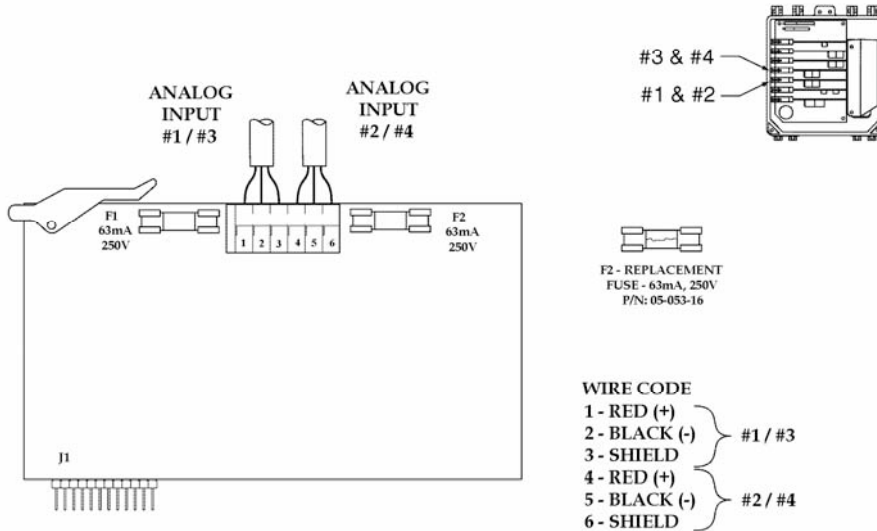 #3 & #4
#1 & #2
ANALOG
INPUT
#1 / #3
ANALOG
INPUT
#2 / #4
F1
63mA
250V
1 2 3 4 5 6
F2
63mA
250V
F2 - REPLACEMENT
FUSE - 63mA, 250V
P/N: 05-053-16
WIRE CODE
1 - RED (+)
2 - BLACK (-)
3 - SHIELD
#1 / #3
4 - RED (+)
5 - BLACK (-)
6 - SHIELD
#2 / #4
J1